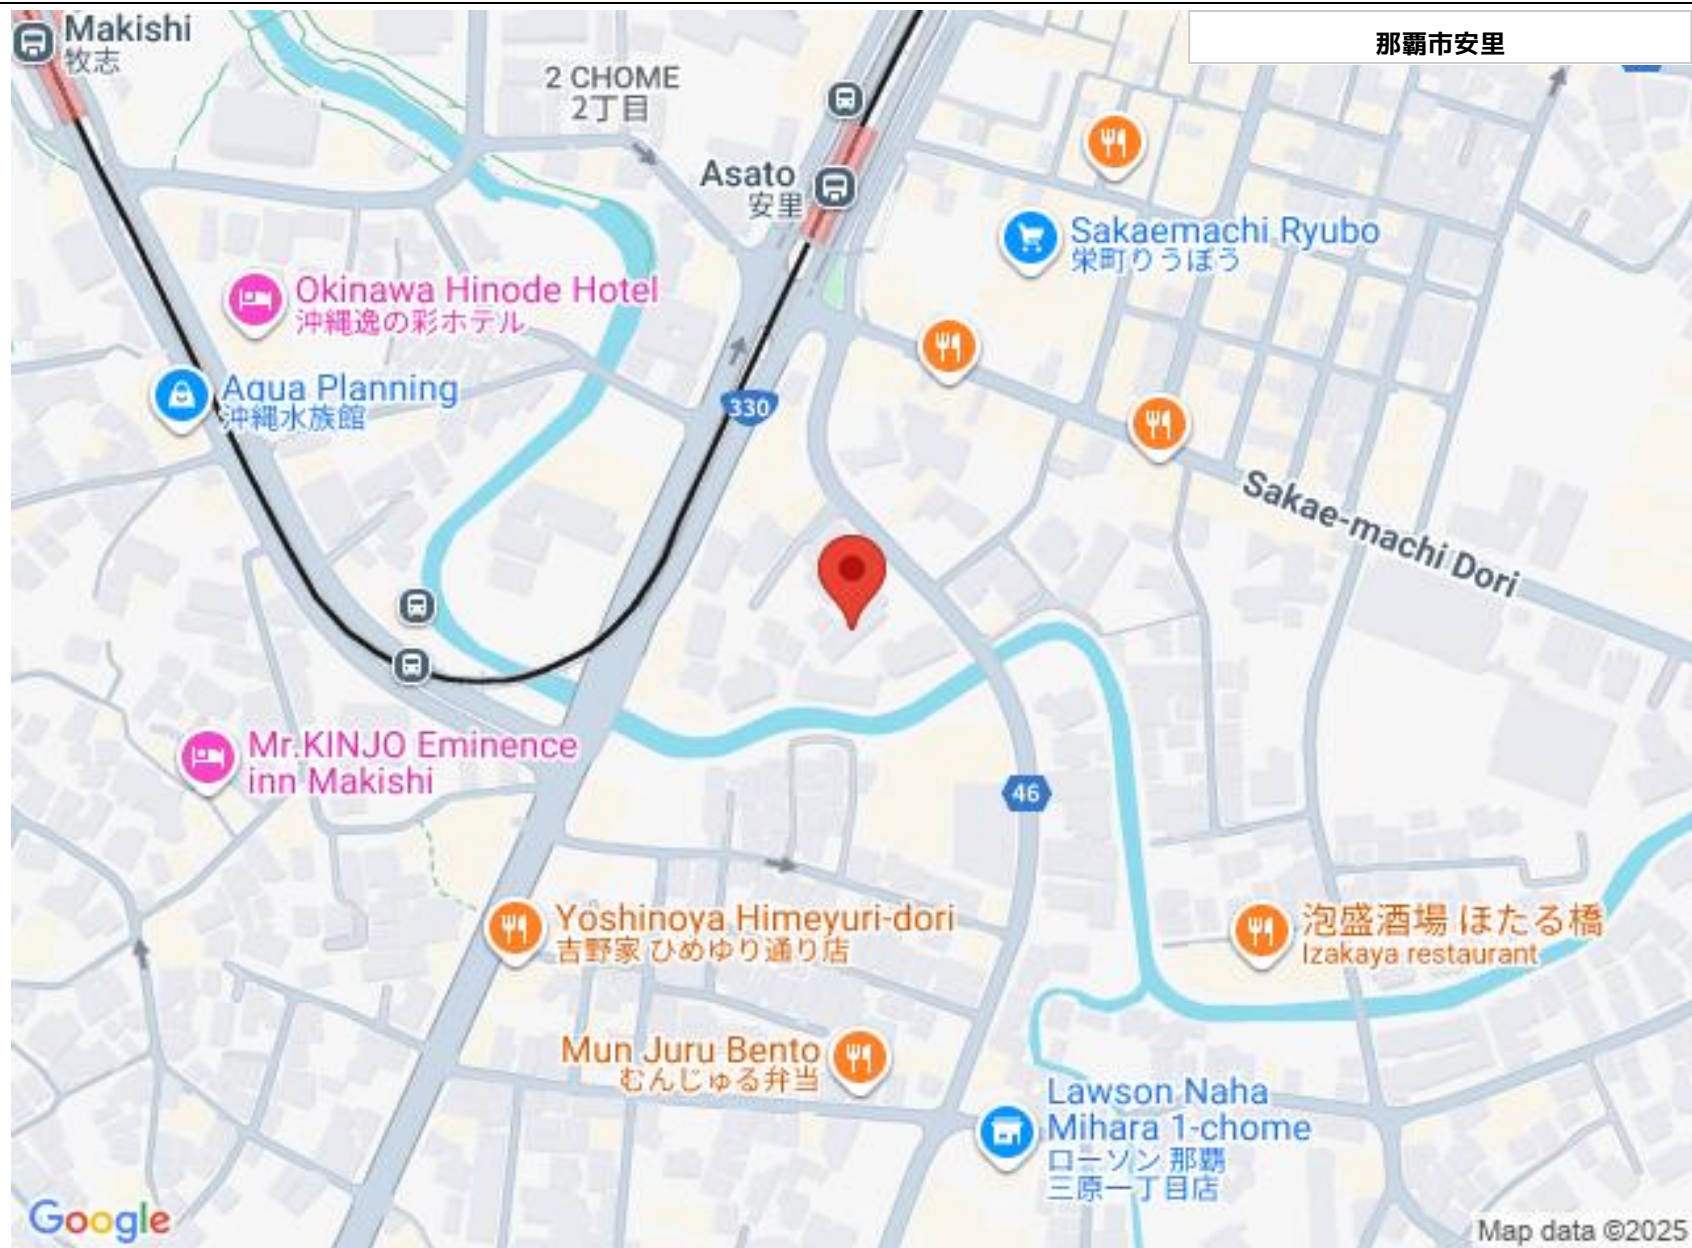 那覇市安里
Makishi
牧志
2 CHOME
2丁目
Asato
安里
Sakaemachi Ryubo
栄町りうぼう
Okinawa Hinode Hotel
沖縄逸の彩ホテル
Aqua Planning
沖縄水族館
330
Sakae-machi Dori
Mr.KINJO Eminence
inn Makishi
46
Yoshinoya Himeyuri-dori
吉野家 ひめゆり通り店
泡盛酒場 ほたる橋
Izakaya restaurant
Mun Juru Bento
むんじゅる弁当
Lawson Naha
Mihara 1-chome
ローソン 那覇
三原一丁目店
Google
Map data ©2025